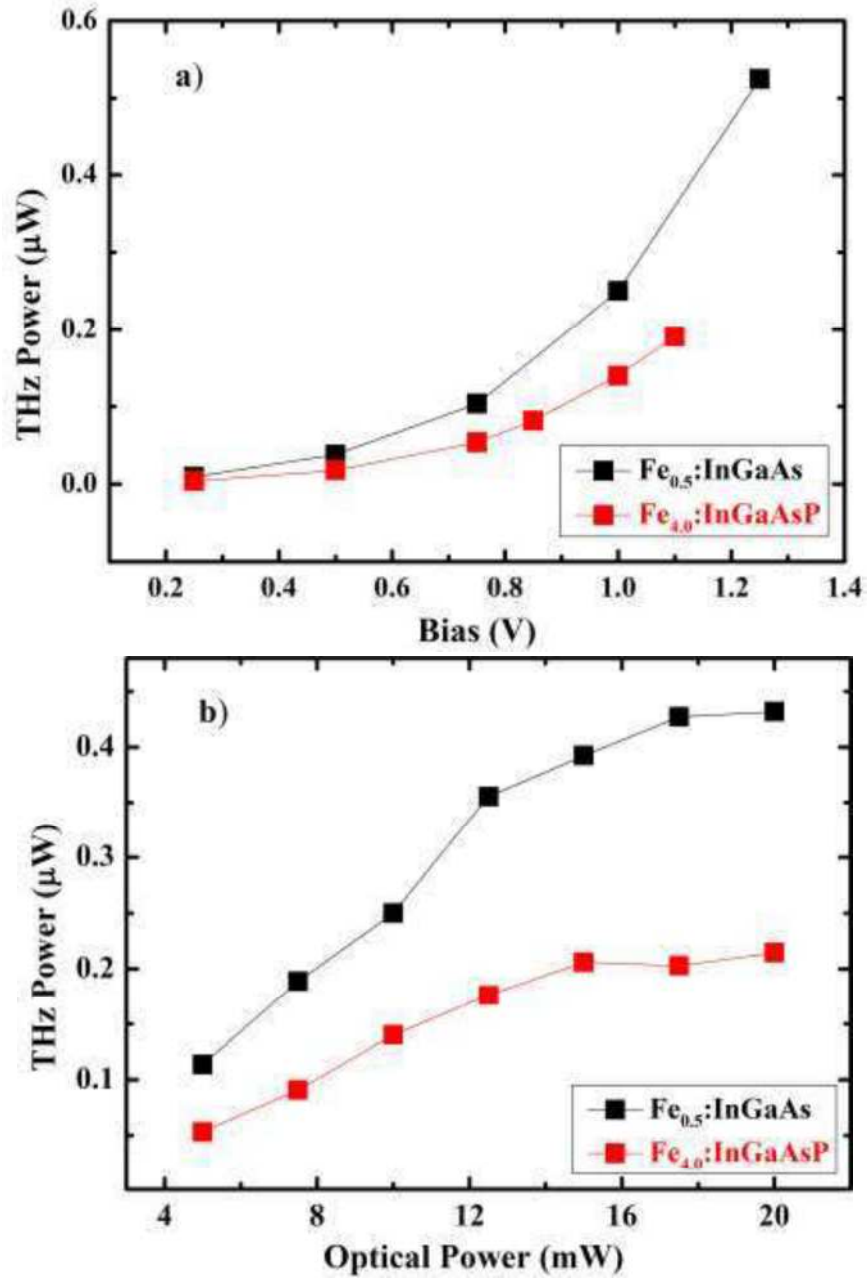 0.6
a)
0.4
0.2
0.0
THz Power (µW)
Fe0.5:InGaAs
Fe4.0:InGaAsP
0.2 0.4 0.6 0.8 1.0 1.2 1.4
Bias (V)
b)
0.4
0.3
0.2
0.1
THz Power (µW)
Fe0.5:InGaAs
Fe4.0:InGaAsP
4 8 12 16 20
Optical Power (mW)